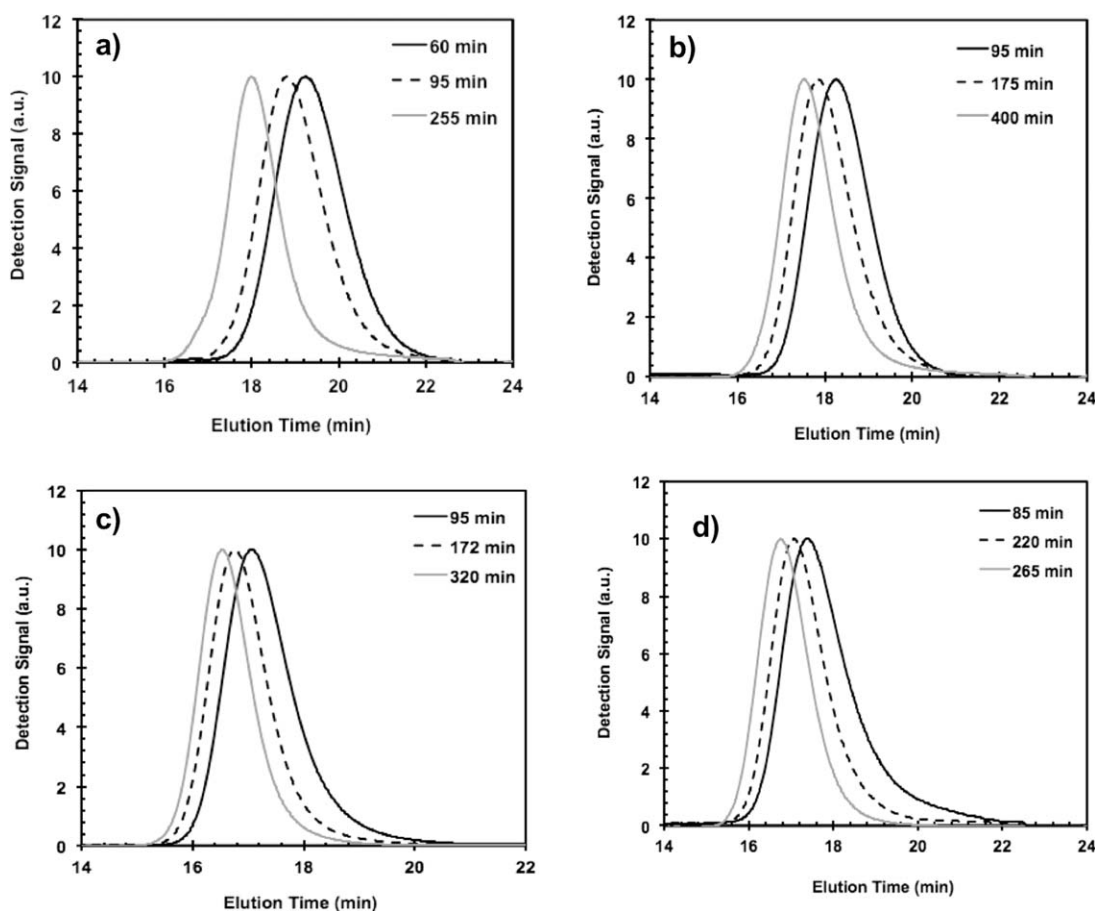 a)
60 min
95 min
255 min
12
10
8
6
4
2
0
14 16 18 20 22 24
Detection Signal (a.u.)
Elution Time (min)
b)
95 min
175 min
400 min
12
10
8
6
4
2
0
14 16 18 20 22 24
Detection Signal (a.u.)
Elution Time (min)
c)
95 min
172 min
320 min
12
10
8
6
4
2
0
14 16 18 20 22
Detection Signal (a.u.)
Elution Time (min)
d)
85 min
220 min
265 min
12
10
8
6
4
2
0
14 16 18 20 22 24
Detection Signal (a.u.)
Elution Time (min)